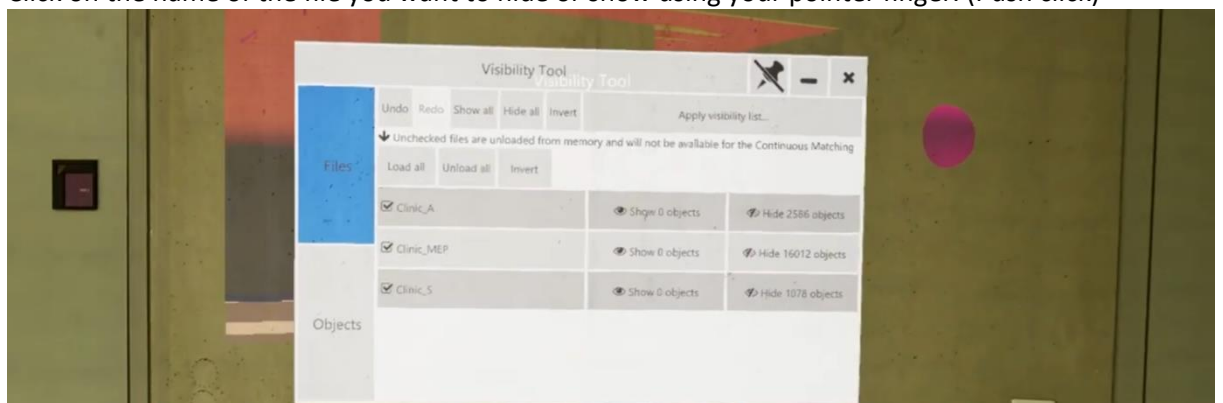 Click on the name of the file you want to hide or show using your pointer finger. (Push click)
Visibility Tool
Visibility Tool
Undo Redo Show all Hide all Invert Apply visibility list...
Unchecked files are unloaded from memory and will not be available for the Continuous Matching
Files
Load all Unload all Invert
Clinic_A Show 0 objects Hide 2586 objects
Clinic_MEP Show 0 objects Hide 16012 objects
Clinic_S Show 0 objects Hide 1078 objects
Objects